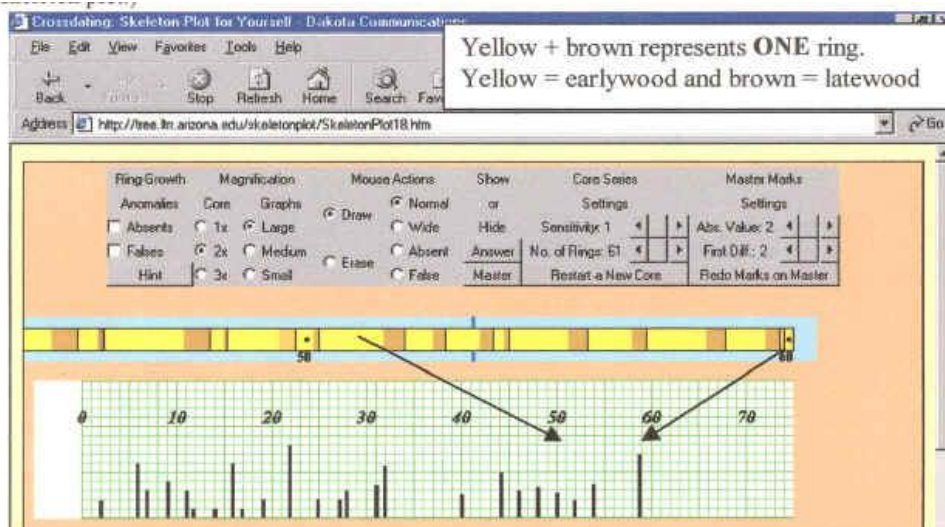 Crossdating: Skeleton Plot for Yourself - Dakota Communications
File Edit View Favorites Tools Help
Yellow + brown represents ONE ring.
Yellow = earlywood and brown = latewood
Back Stop Refresh Home Search
Address http://tree.ltrr.arizona.edu/skeletonplot/SkeletonPlot18.htm Go
Ring-Growth Magnification Mouse Actions Show Core Series Master Marks
Anomalies Core Graphs Draw Normal or Settings Settings
Absents 1x Large Wide Hide Sensitivity: 1 Abs. Value: 2
Falses 2x Medium Erase Absent Answer No. of Rings: 61 First Diff.: 2
Hint 3x Small False Master Restart a New Core Redo Marks on Master
50 60
0 10 20 30 40 50 60 70